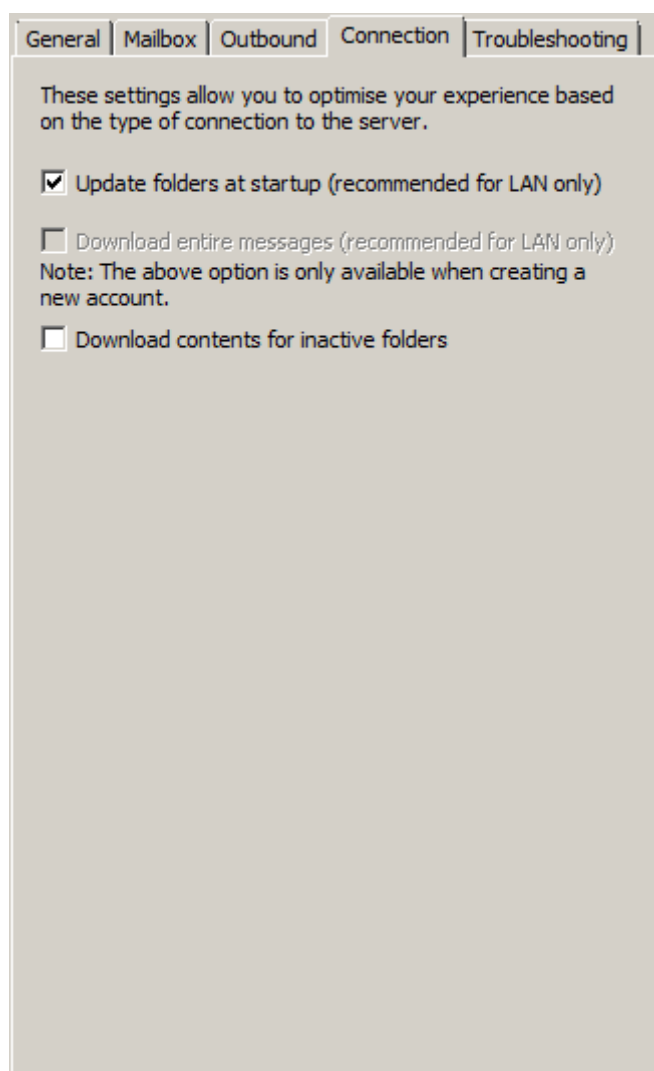 General Mailbox Outbound Connection Troubleshooting
These settings allow you to optimise your experience based
on the type of connection to the server.
Update folders at startup (recommended for LAN only)
Download entire messages (recommended for LAN only)
Note: The above option is only available when creating a
new account.
Download contents for inactive folders